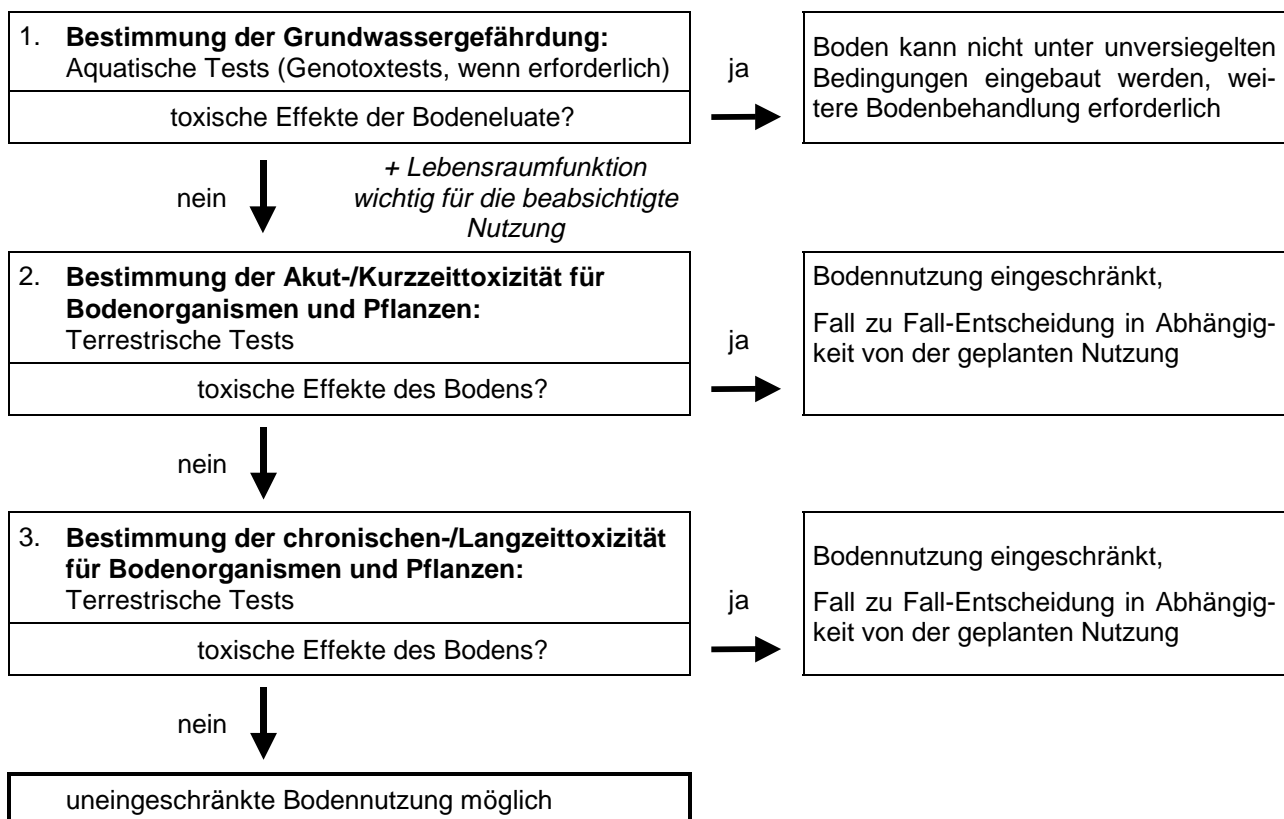 1. Bestimmung der Grundwassergefährdung:
Aquatische Tests (Genotoxtests, wenn erforderlich)
toxische Effekte der Bodeneluate?
ja
Boden kann nicht unter unversiegelten
Bedingungen eingebaut werden, wei-
tere Bodenbehandlung erforderlich
nein
+ Lebensraumfunktion
wichtig für die beabsichtigte
Nutzung
2. Bestimmung der Akut-/Kurzzeittoxizität für
Bodenorganismen und Pflanzen:
Terrestrische Tests
toxische Effekte des Bodens?
ja
Bodennutzung eingeschränkt,
Fall zu Fall-Entscheidung in Abhängig-
keit von der geplanten Nutzung
nein
3. Bestimmung der chronischen-/Langzeittoxizität
für Bodenorganismen und Pflanzen:
Terrestrische Tests
toxische Effekte des Bodens?
ja
Bodennutzung eingeschränkt,
Fall zu Fall-Entscheidung in Abhängig-
keit von der geplanten Nutzung
nein
uneingeschränkte Bodennutzung möglich